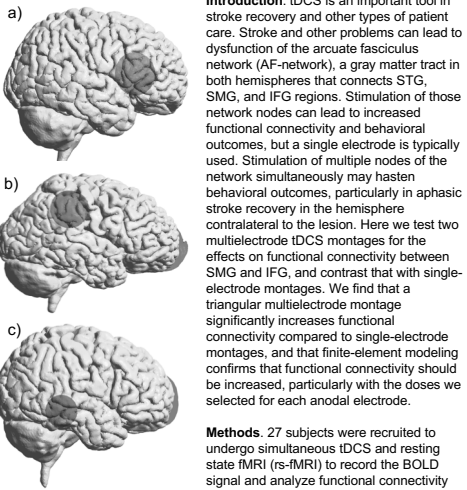 a)
b)
c)
Introduction. tDCS is an important tool in
stroke recovery and other types of patient
care. Stroke and other problems can lead to
dysfunction of the arcuate fasciculus
network (AF-network), a gray matter tract in
both hemispheres that connects STG,
SMG, and IFG regions. Stimulation of those
network nodes can lead to increased
functional connectivity and behavioral
outcomes, but a single electrode is typically
used. Stimulation of multiple nodes of the
network simultaneously may hasten
behavioral outcomes, particularly in aphasic
stroke recovery in the hemisphere
contralateral to the lesion. Here we test two
multielectrode tDCS montages for the
effects on functional connectivity between
SMG and IFG, and contrast that with single-
electrode montages. We find that a
triangular multielectrode montage
significantly increases functional
connectivity compared to single-electrode
montages, and that finite-element modeling
confirms that functional connectivity should
be increased, particularly with the doses we
selected for each anodal electrode.
Methods. 27 subjects were recruited to
undergo simultaneous tDCS and resting
state fMRI (rs-fMRI) to record the BOLD
signal and analyze functional connectivity